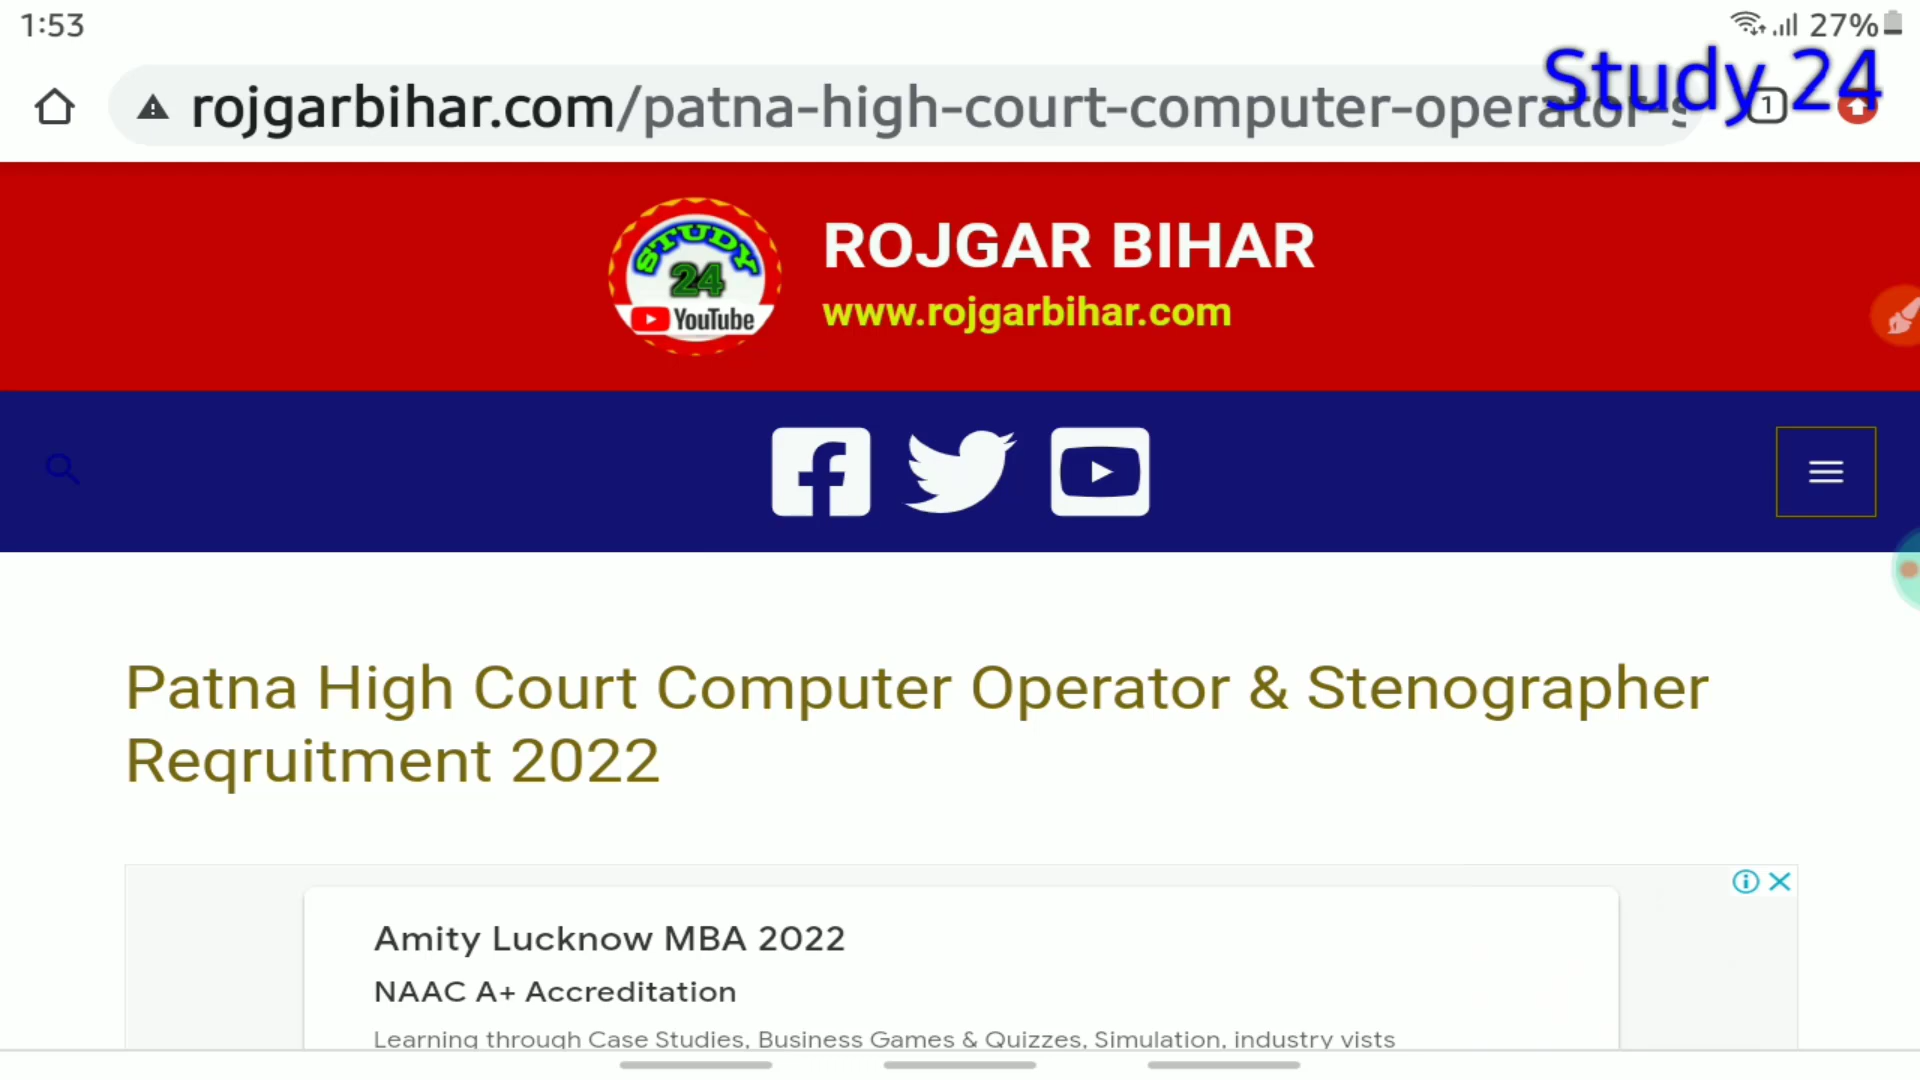 1:53
27%
Study 24
rojgarbihar.com/patna-high-court-computer-operator-s
1
STUDY
24
YouTube
ROJGAR BIHAR
www.rojgarbihar.com
Patna High Court Computer Operator & Stenographer
Reqruitment 2022
Amity Lucknow MBA 2022
NAAC A+ Accreditation
Learning through Case Studies, Business Games & Quizzes, Simulation, industry vists